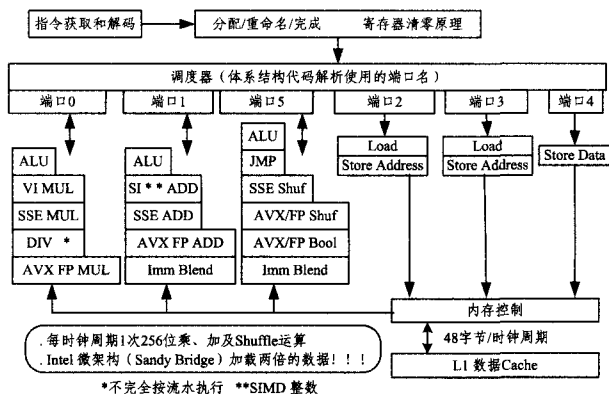 指令获取和解码
分配/重命名/完成 寄存器清零原理
调度器（体系结构代码解析使用的端口名）
端口0
端口1
端口5
端口2
端口3
端口4
ALU
VI MUL
SSE MUL
DIV *
AVX FP MUL
ALU
SI * * ADD
SSE ADD
AVX FP ADD
Imm Blend
ALU
JMP
SSE Shuf
AVX/FP Shuf
AVX/FP Bool
Imm Blend
Load
Store Address
Load
Store Address
Store Data
内存控制
48字节/时钟周期
L1 数据Cache
.每时钟周期1次256位乘、加及Shuffle运算
.Intel 微架构（Sandy Bridge）加载两倍的数据！！！
*不完全按流水执行 **SIMD 整数